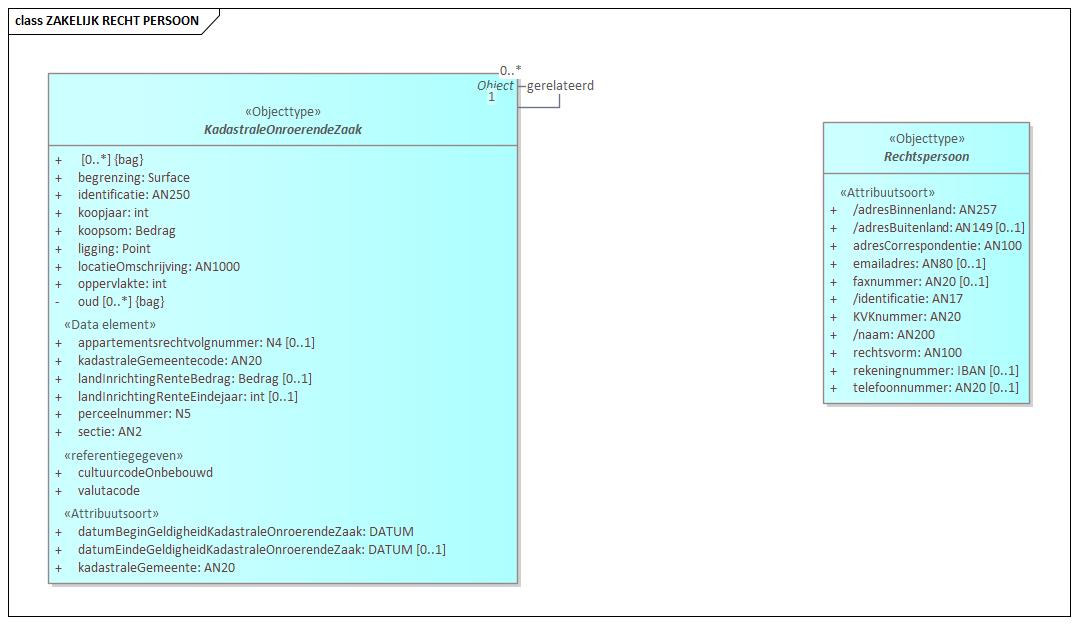 class ZAKELIJK RECHT PERSOON
0..*
Object
gerelateerd
1
«Objecttype»
KadastraleOnroerendeZaak
+ [0..*] {bag}
+ begrenzing: Surface
+ identificatie: AN250
+ koopjaar: int
+ koopsom: Bedrag
+ ligging: Point
+ locatieOmschrijving: AN1000
+ oppervlakte: int
- oud [0..*] {bag}
«Data element»
+ appartementsrechtvolgnummer: N4 [0..1]
+ kadastraleGemeentecode: AN20
+ landInrichtingRenteBedrag: Bedrag [0..1]
+ landInrichtingRenteEindejaar: int [0..1]
+ perceelnummer: N5
+ sectie: AN2
«referentiegegeven»
+ cultuurcodeOnbebouwd
+ valutacode
«Attribuutsoort»
+ datumBeginGeldigheidKadastraleOnroerendeZaak: DATUM
+ datumEindeGeldigheidKadastraleOnroerendeZaak: DATUM [0..1]
+ kadastraleGemeente: AN20
«Objecttype»
Rechtspersoon
«Attribuutsoort»
+ /adresBinnenland: AN257
+ /adresBuitenland: AN149 [0..1]
+ adresCorrespondentie: AN100
+ emailadres: AN80 [0..1]
+ faxnummer: AN20 [0..1]
+ /identificatie: AN17
+ KVKnummer: AN20
+ /naam: AN200
+ rechtsvorm: AN100
+ rekeningnummer: IBAN [0..1]
+ telefoonnummer: AN20 [0..1]